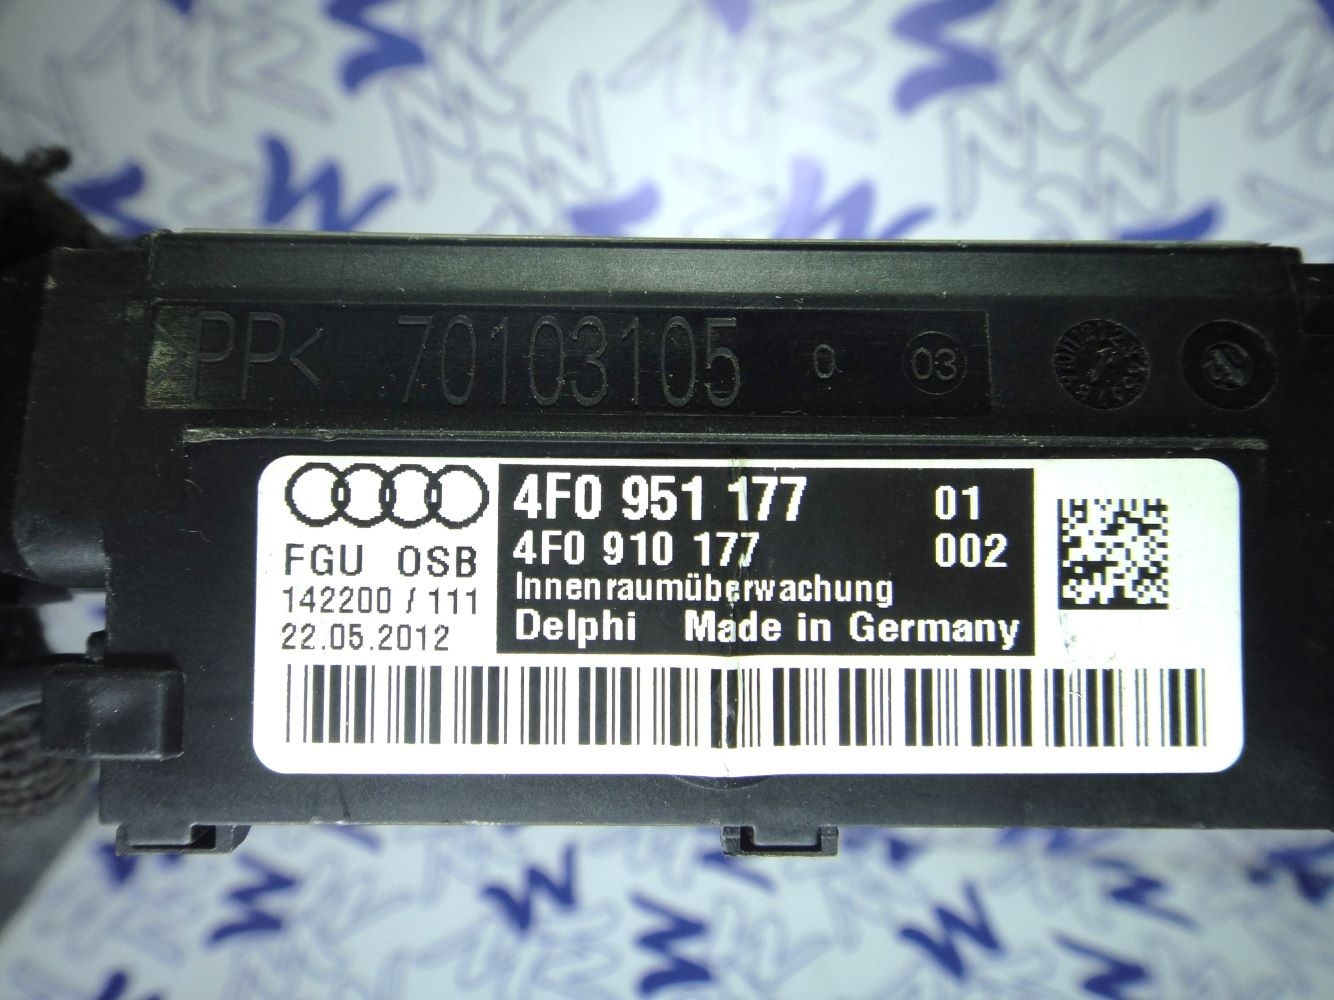 >PP< 70103105 0 03
4F0 951 177 01
4F0 910 177 002
Innenraumüberwachung
Delphi Made in Germany
FGU OSB
142200 / 111
22.05.2012